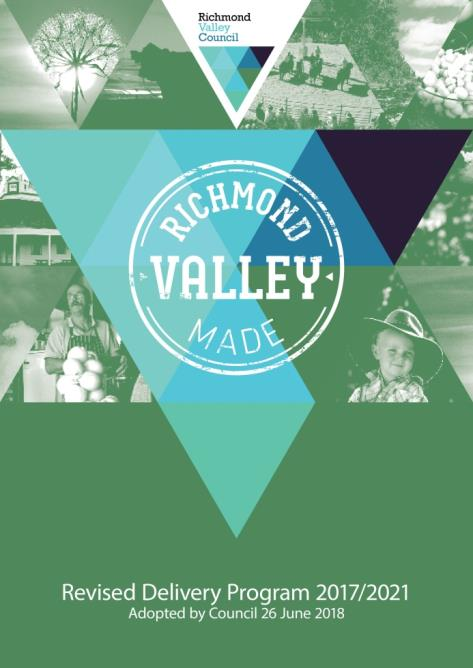 Richmond
Valley
Council
RICHMOND
VALLEY
MADE
Revised Delivery Program 2017/2021
Adopted by Council 26 June 2018